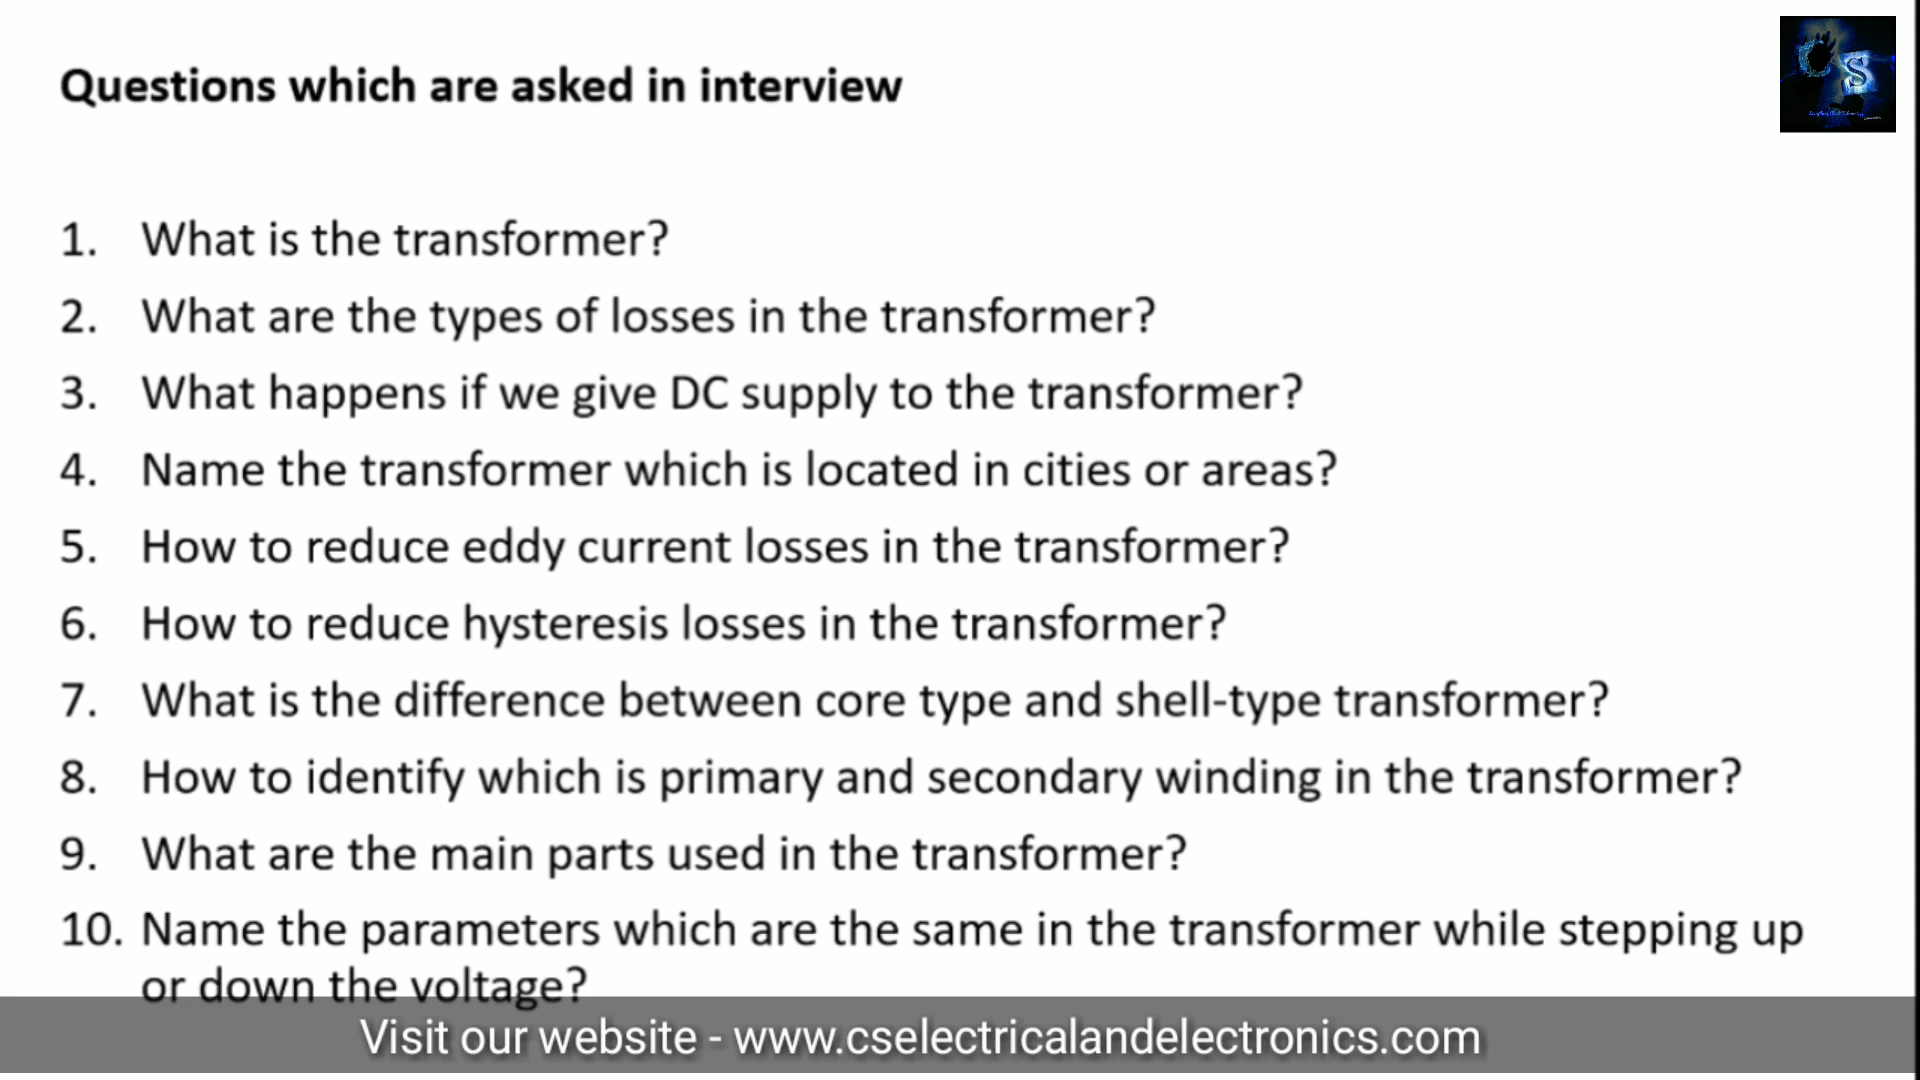 Questions which are asked in interview
1. What is the transformer?
2. What are the types of losses in the transformer?
3. What happens if we give DC supply to the transformer?
4. Name the transformer which is located in cities or areas?
5. How to reduce eddy current losses in the transformer?
6. How to reduce hysteresis losses in the transformer?
7. What is the difference between core type and shell-type transformer?
8. How to identify which is primary and secondary winding in the transformer?
9. What are the main parts used in the transformer?
10. Name the parameters which are the same in the transformer while stepping up
or down the voltage?
Visit our website - www.cselectricalandelectronics.com